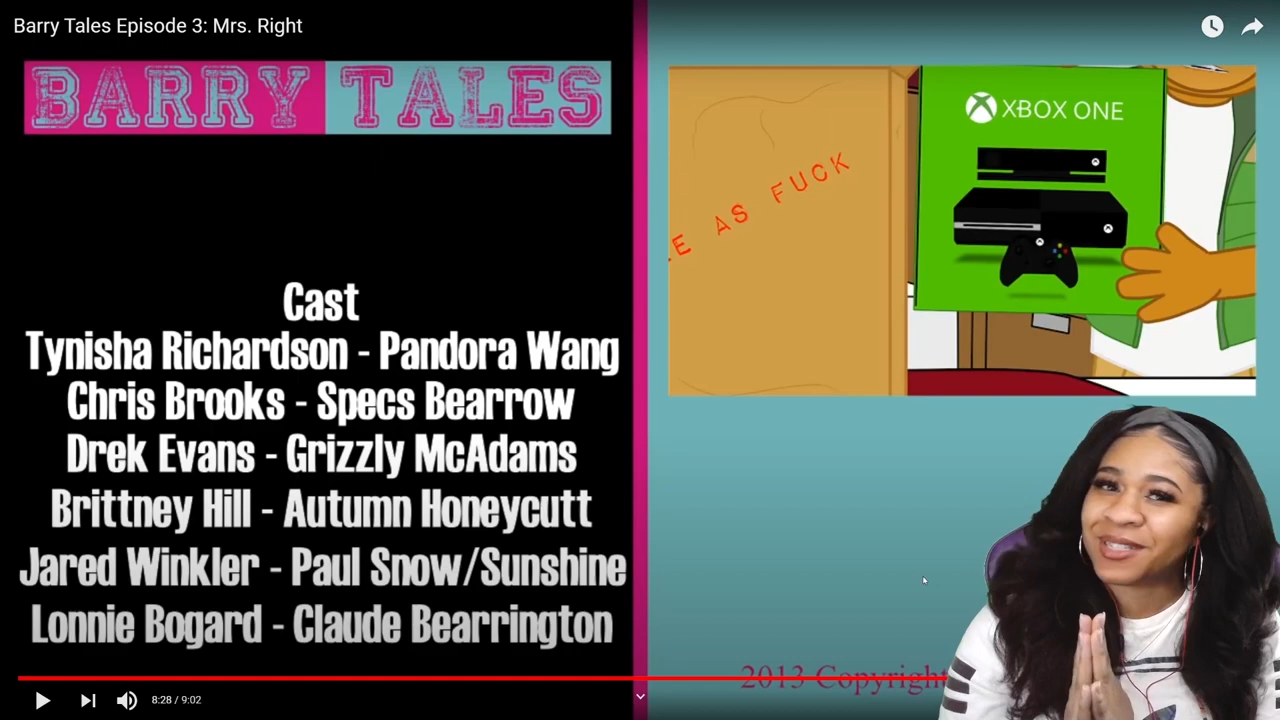 Barry Tales Episode 3: Mrs. Right
BARRY TALES
XBOX ONE
E AS FUCK
Cast
Tynisha Richardson - Pandora Wang
Chris Brooks - Specs Bearrow
Drek Evans - Grizzly McAdams
Brittney Hill - Autumn Honeycutt
Jared Winkler - Paul Snow/Sunshine
Lonnie Bogard - Claude Bearrington
2013 Copyright
8:28 / 9:02